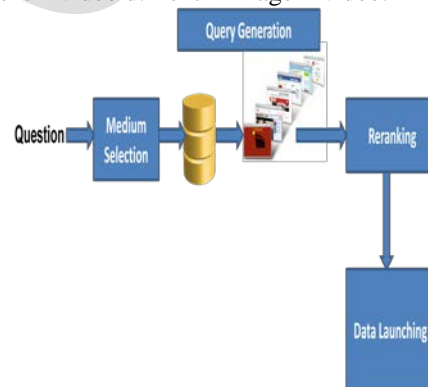 Query Generation
Question
Medium
Selection
Reranking
Data Launching